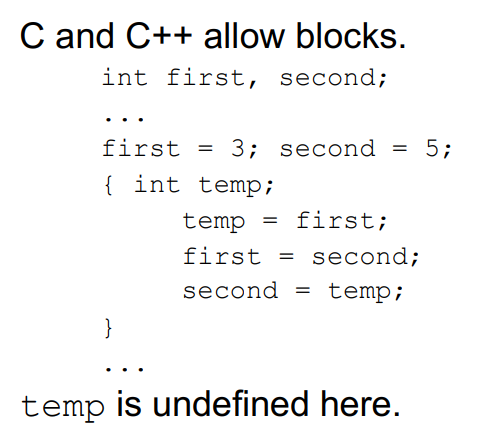 C and C++ allow blocks.
int first, second;
...
first = 3; second = 5;
{ int temp;
temp = first;
first = second;
second = temp;
}
...
temp is undefined here.